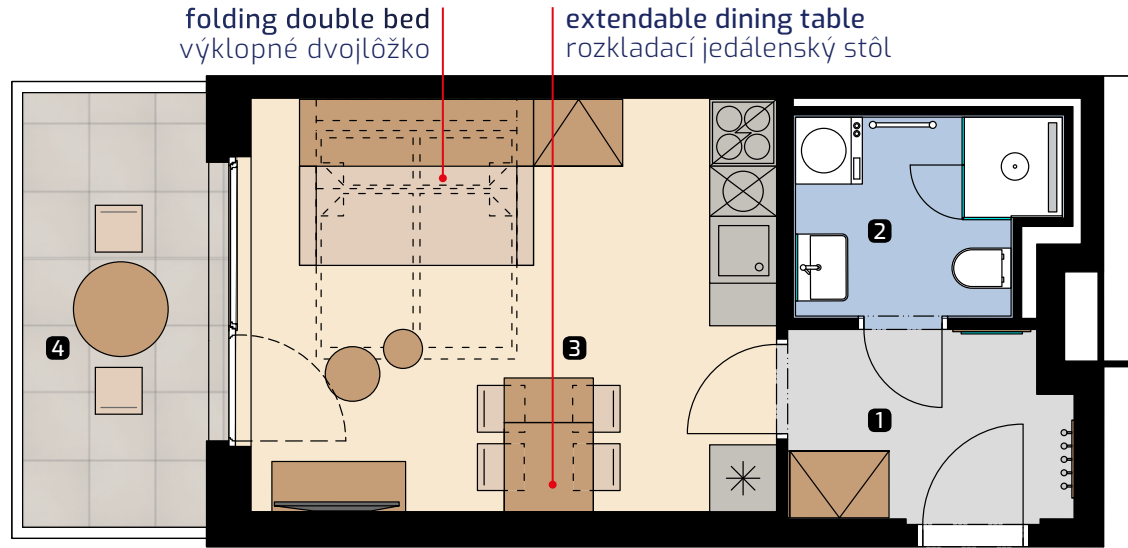 folding double bed
výklopné dvojlôžko
extendable dining table
rozkladací jedálenský stôl
2
4
3
1